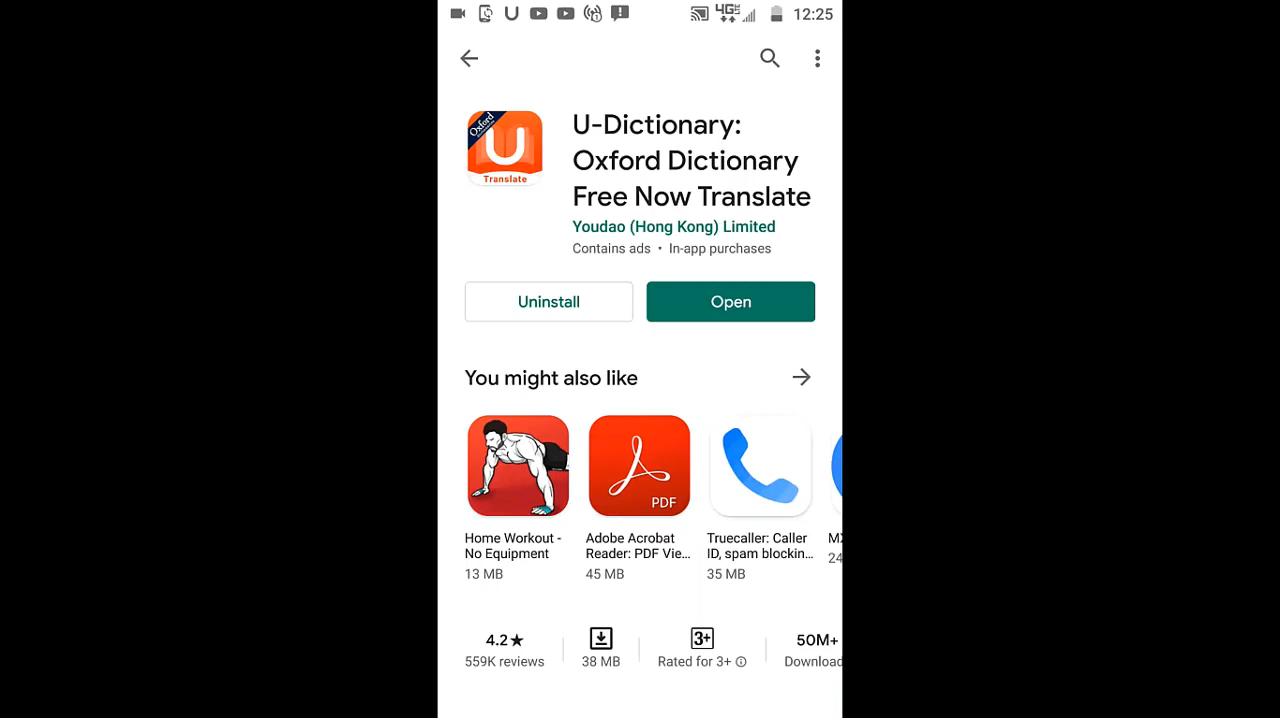 4G
12:25
Oxford
U
Translate
U-Dictionary:
Oxford Dictionary
Free Now Translate
Youdao (Hong Kong) Limited
Contains ads • In-app purchases
Uninstall
Open
You might also like
PDF
Home Workout -
No Equipment
13 MB
Adobe Acrobat
Reader: PDF Vie...
45 MB
Truecaller: Caller
ID, spam blockin...
35 MB
4.2★
559K reviews
38 MB
3+
Rated for 3+
50M+
Download